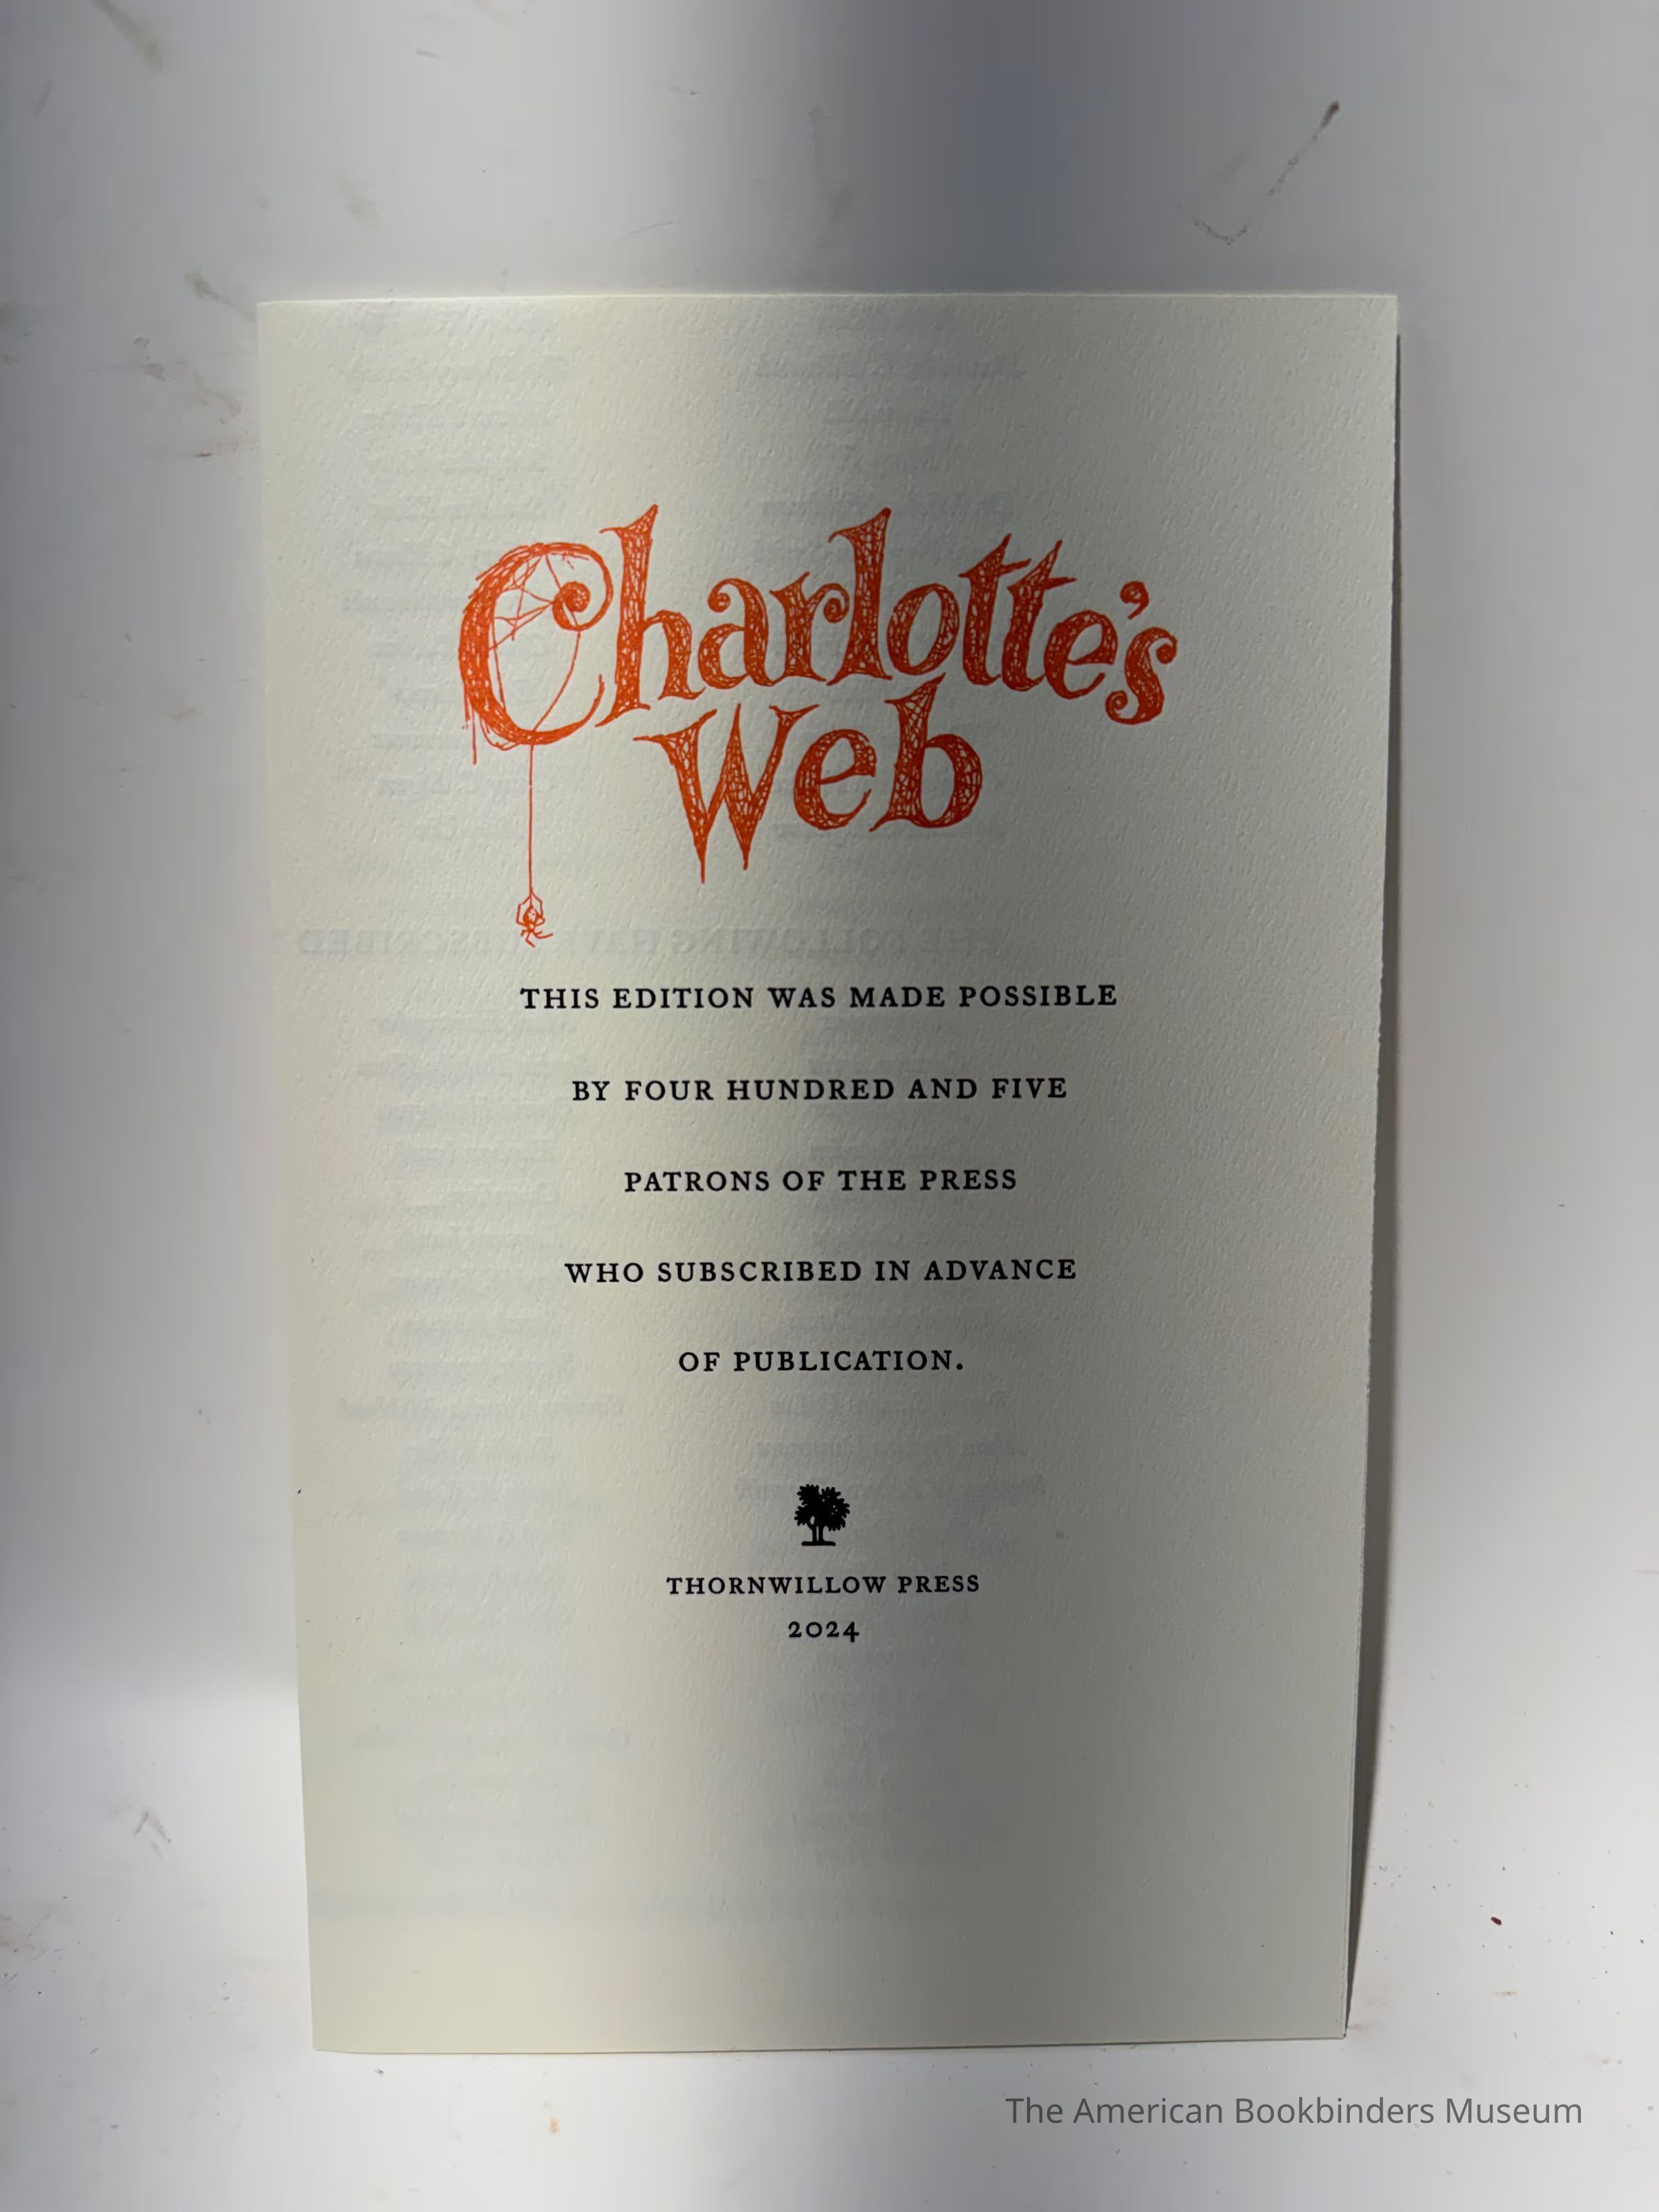 Charlotte's
Web
THIS EDITION WAS MADE POSSIBLE
BY FOUR HUNDRED AND FIVE
PATRONS OF THE PRESS
WHO SUBSCRIBED IN ADVANCE
OF PUBLICATION.
THORNWILLOW PRESS
2024
The American Bookbinders Museum